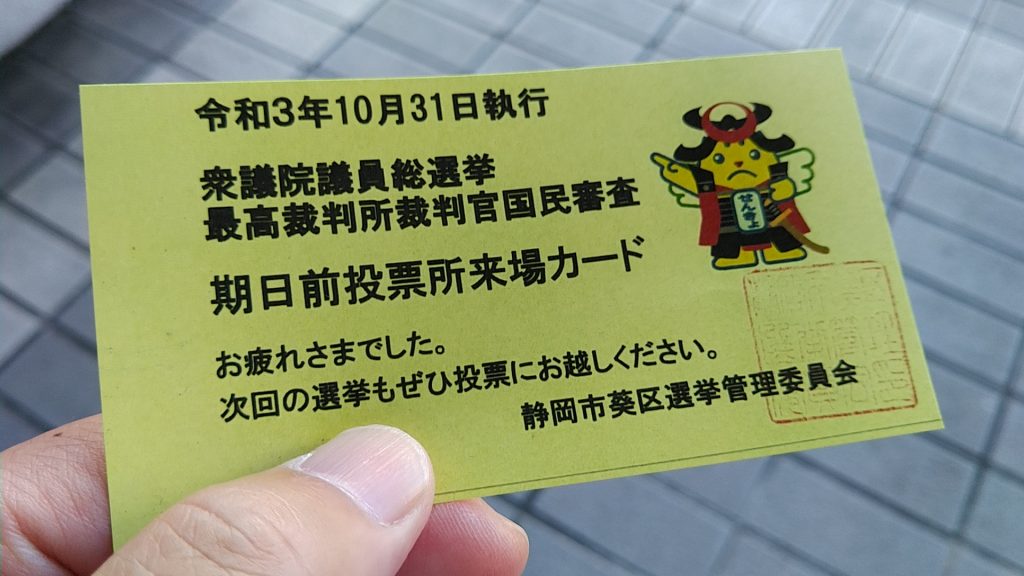 令和3年10月31日執行
衆議院議員総選挙
最高裁判所裁判官国民審査
期日前投票所来場カード
お疲れさまでした。
次回の選挙もぜひ投票にお越しください。
静岡市葵区選挙管理委員会